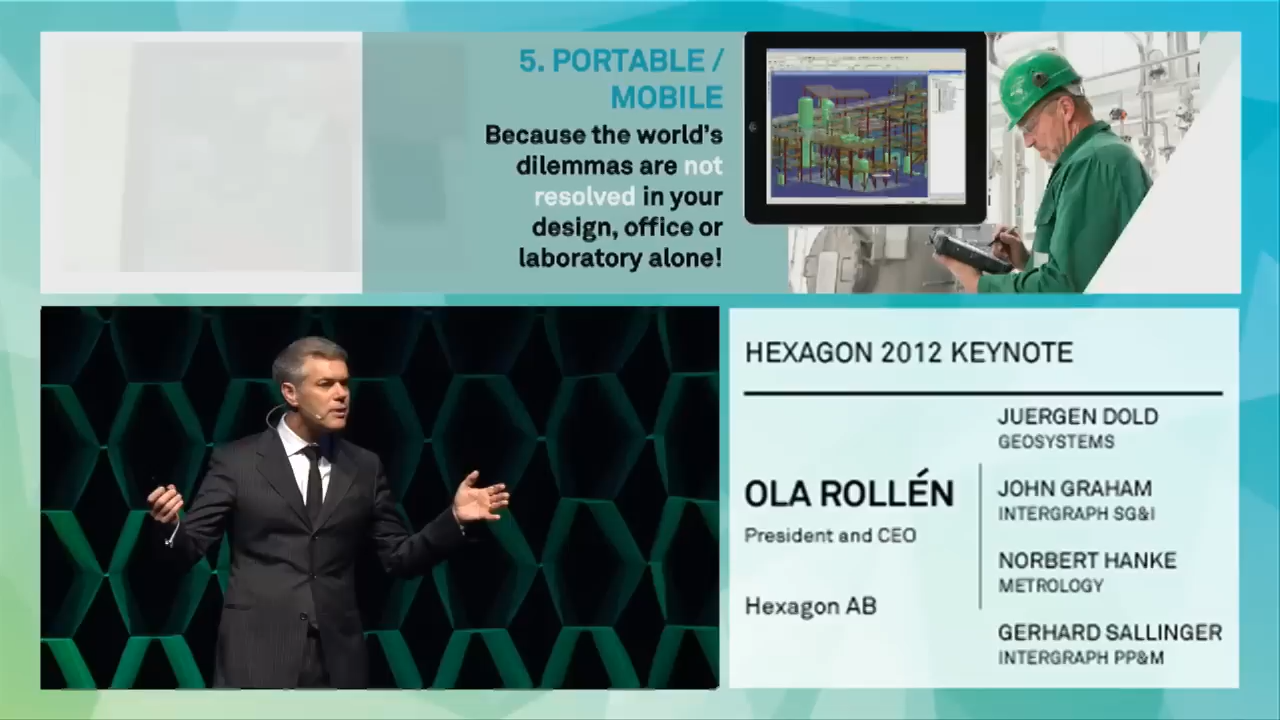 5. PORTABLE /
MOBILE
Because the world's
dilemmas are not
resolved in your
design, office or
laboratory alone!
HEXAGON 2012 KEYNOTE
OLA ROLLÉN
President and CEO
Hexagon AB
JUERGEN DOLD
GEOSYSTEMS
JOHN GRAHAM
INTERGRAPH SG&I
NORBERT HANKE
METROLOGY
GERHARD SALLINGER
INTERGRAPH PP&M